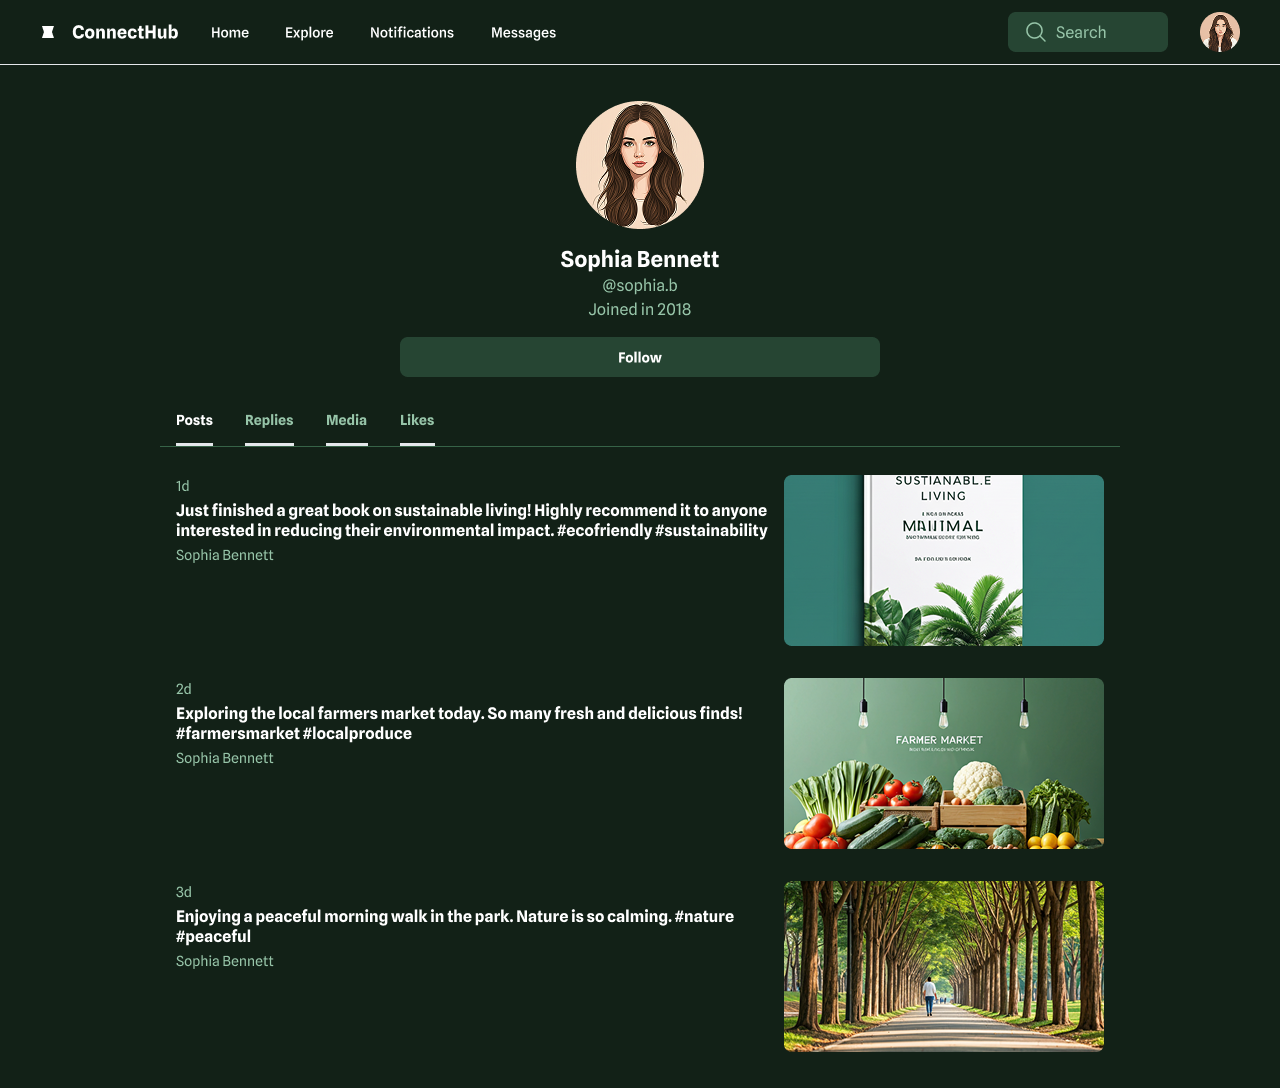 ConnectHub
Home
Explore
Notifications
Messages
Search
Sophia Bennett
@sophia.b
Joined in 2018
Follow
Posts
Replies
Media
Likes
1d
Just finished a great book on sustainable living! Highly recommend it to anyone
interested in reducing their environmental impact. #ecofriendly #sustainability
Sophia Bennett
SUSTIANABL.E
LIVING
2d
Exploring the local farmers market today. So many fresh and delicious finds!
#farmersmarket #localproduce
Sophia Bennett
FARMER MARKET
3d
Enjoying a peaceful morning walk in the park. Nature is so calming. #nature
#peaceful
Sophia Bennett